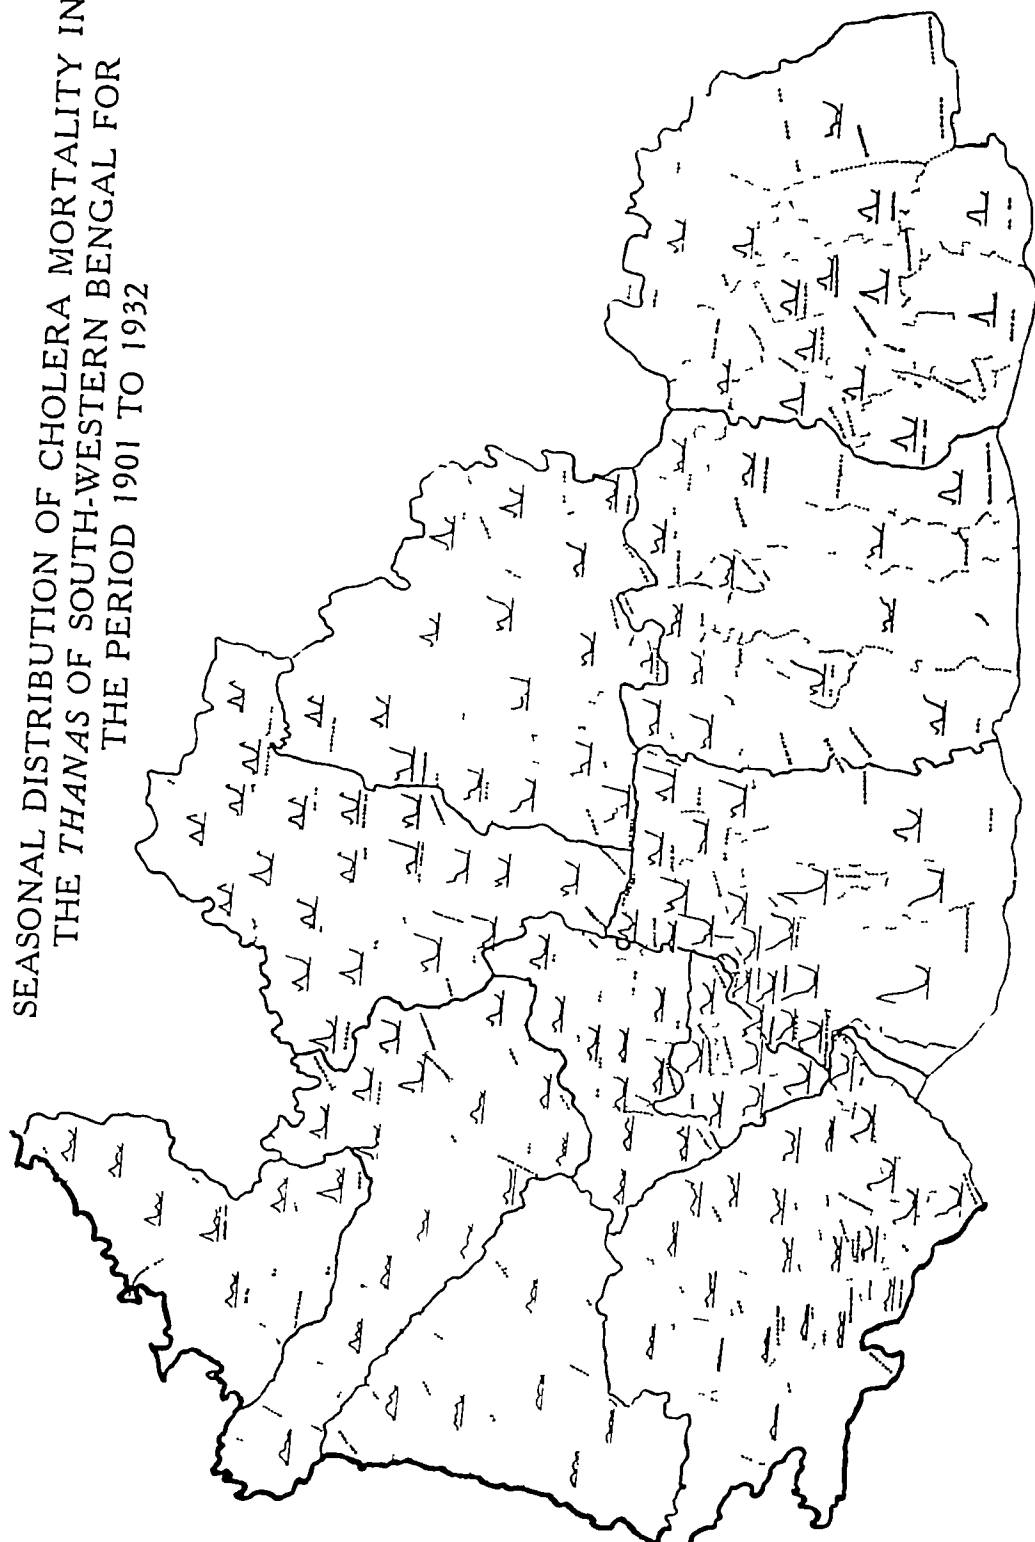 SEASONAL DISTRIBUTION OF CHOLERA MORTALITY IN
THE THANAS OF SOUTH-WESTERN BENGAL FOR
THE PERIOD 1901 TO 1932